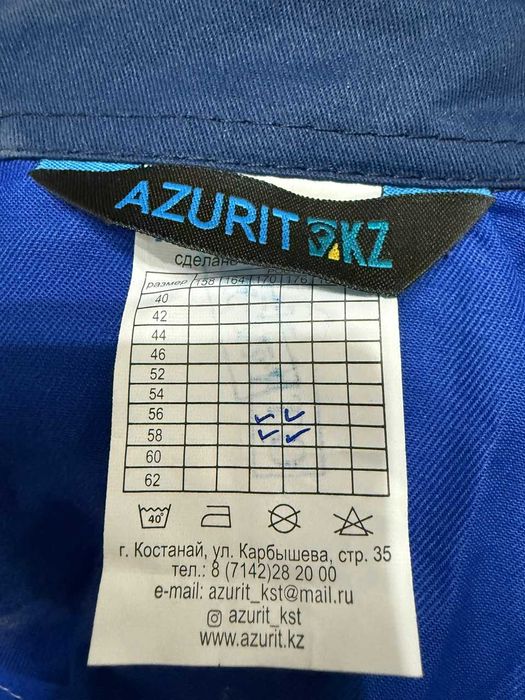 AZURIT KZ
сделано
размер 158 164 170 176
40
42
44
46
52
54
56
58
60
62
40°
г. Костанай, ул. Карбышева, стр. 35
тел.: 8 (7142)28 20 00
e-mail: azurit_kst@mail.ru
azurit_kst
www.azurit.kz